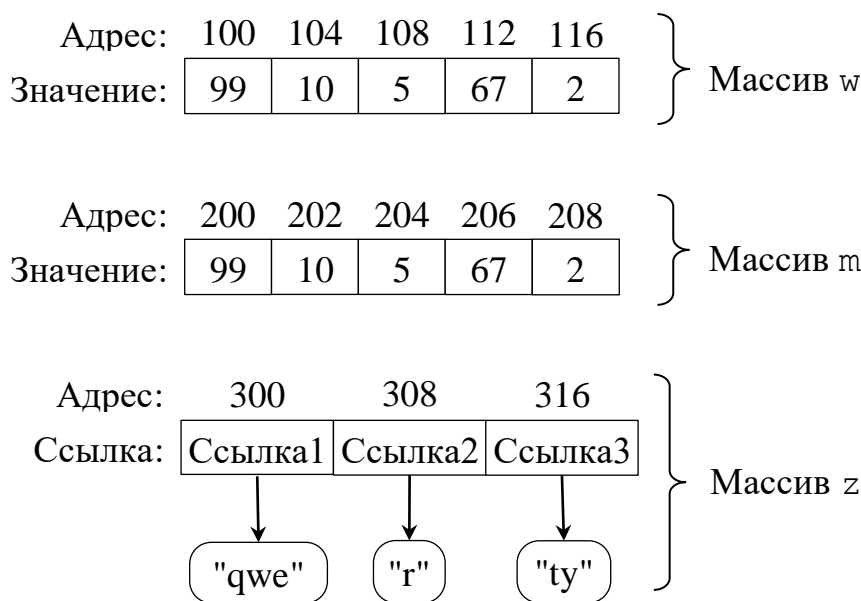 Адрес: 100 104 108 112 116
Значение: 99 10 5 67 2 Массив w
Адрес: 200 202 204 206 208
Значение: 99 10 5 67 2 Массив m
Адрес: 300 308 316
Ссылка: Ссылка1 Ссылка2 Ссылка3 Массив z
"qwe" "r" "ty"